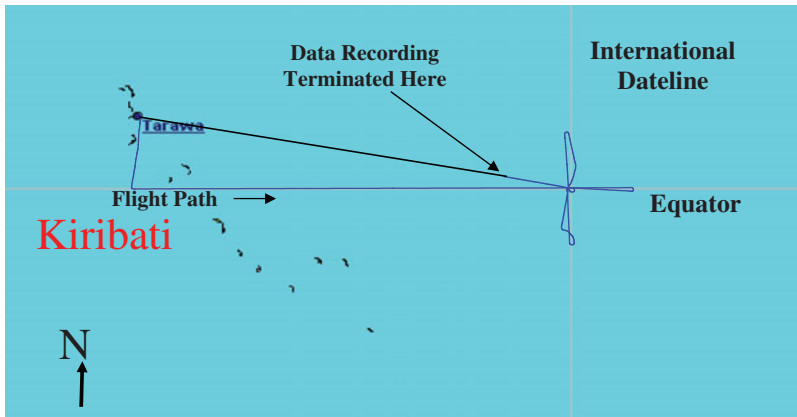 Data Recording
Terminated Here
International
Dateline
Tarawa
Flight Path
Equator
Kiribati
N